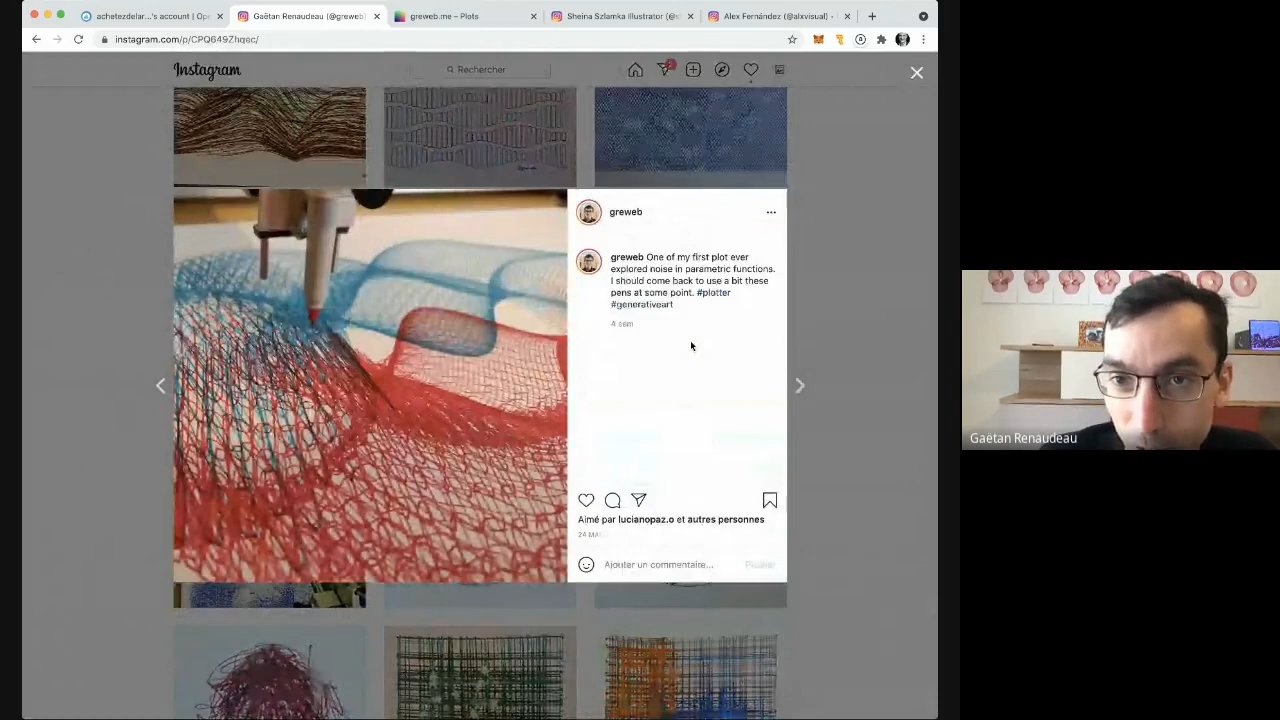 achetezdelar...'s account | Ope
Gaëtan Renaudeau (@greweb)
greweb.me – Plots
Sheina Szlamka Illustrator (@s
Alex Fernández (@alxvisual) •
instagram.com/p/CPQ649Zhqec/
Instagram
Rechercher
greweb
greweb One of my first plot ever
explored noise in parametric functions.
I should come back to use a bit these
pens at some point. #plotter
#generativeart
4 sem
Aimé par lucianopaz.o et autres personnes
24 MAI
Ajouter un commentaire...
Publier
Gaëtan Renaudeau